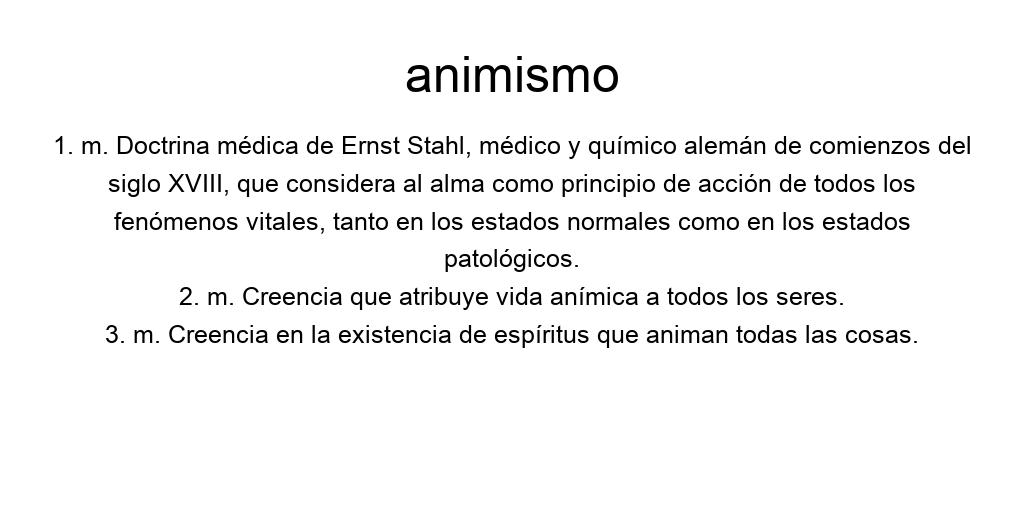 animismo
1. m. Doctrina médica de Ernst Stahl, médico y químico alemán de comienzos del
siglo XVIII, que considera al alma como principio de acción de todos los
fenómenos vitales, tanto en los estados normales como en los estados
patológicos.
2. m. Creencia que atribuye vida anímica a todos los seres.
3. m. Creencia en la existencia de espíritus que animan todas las cosas.